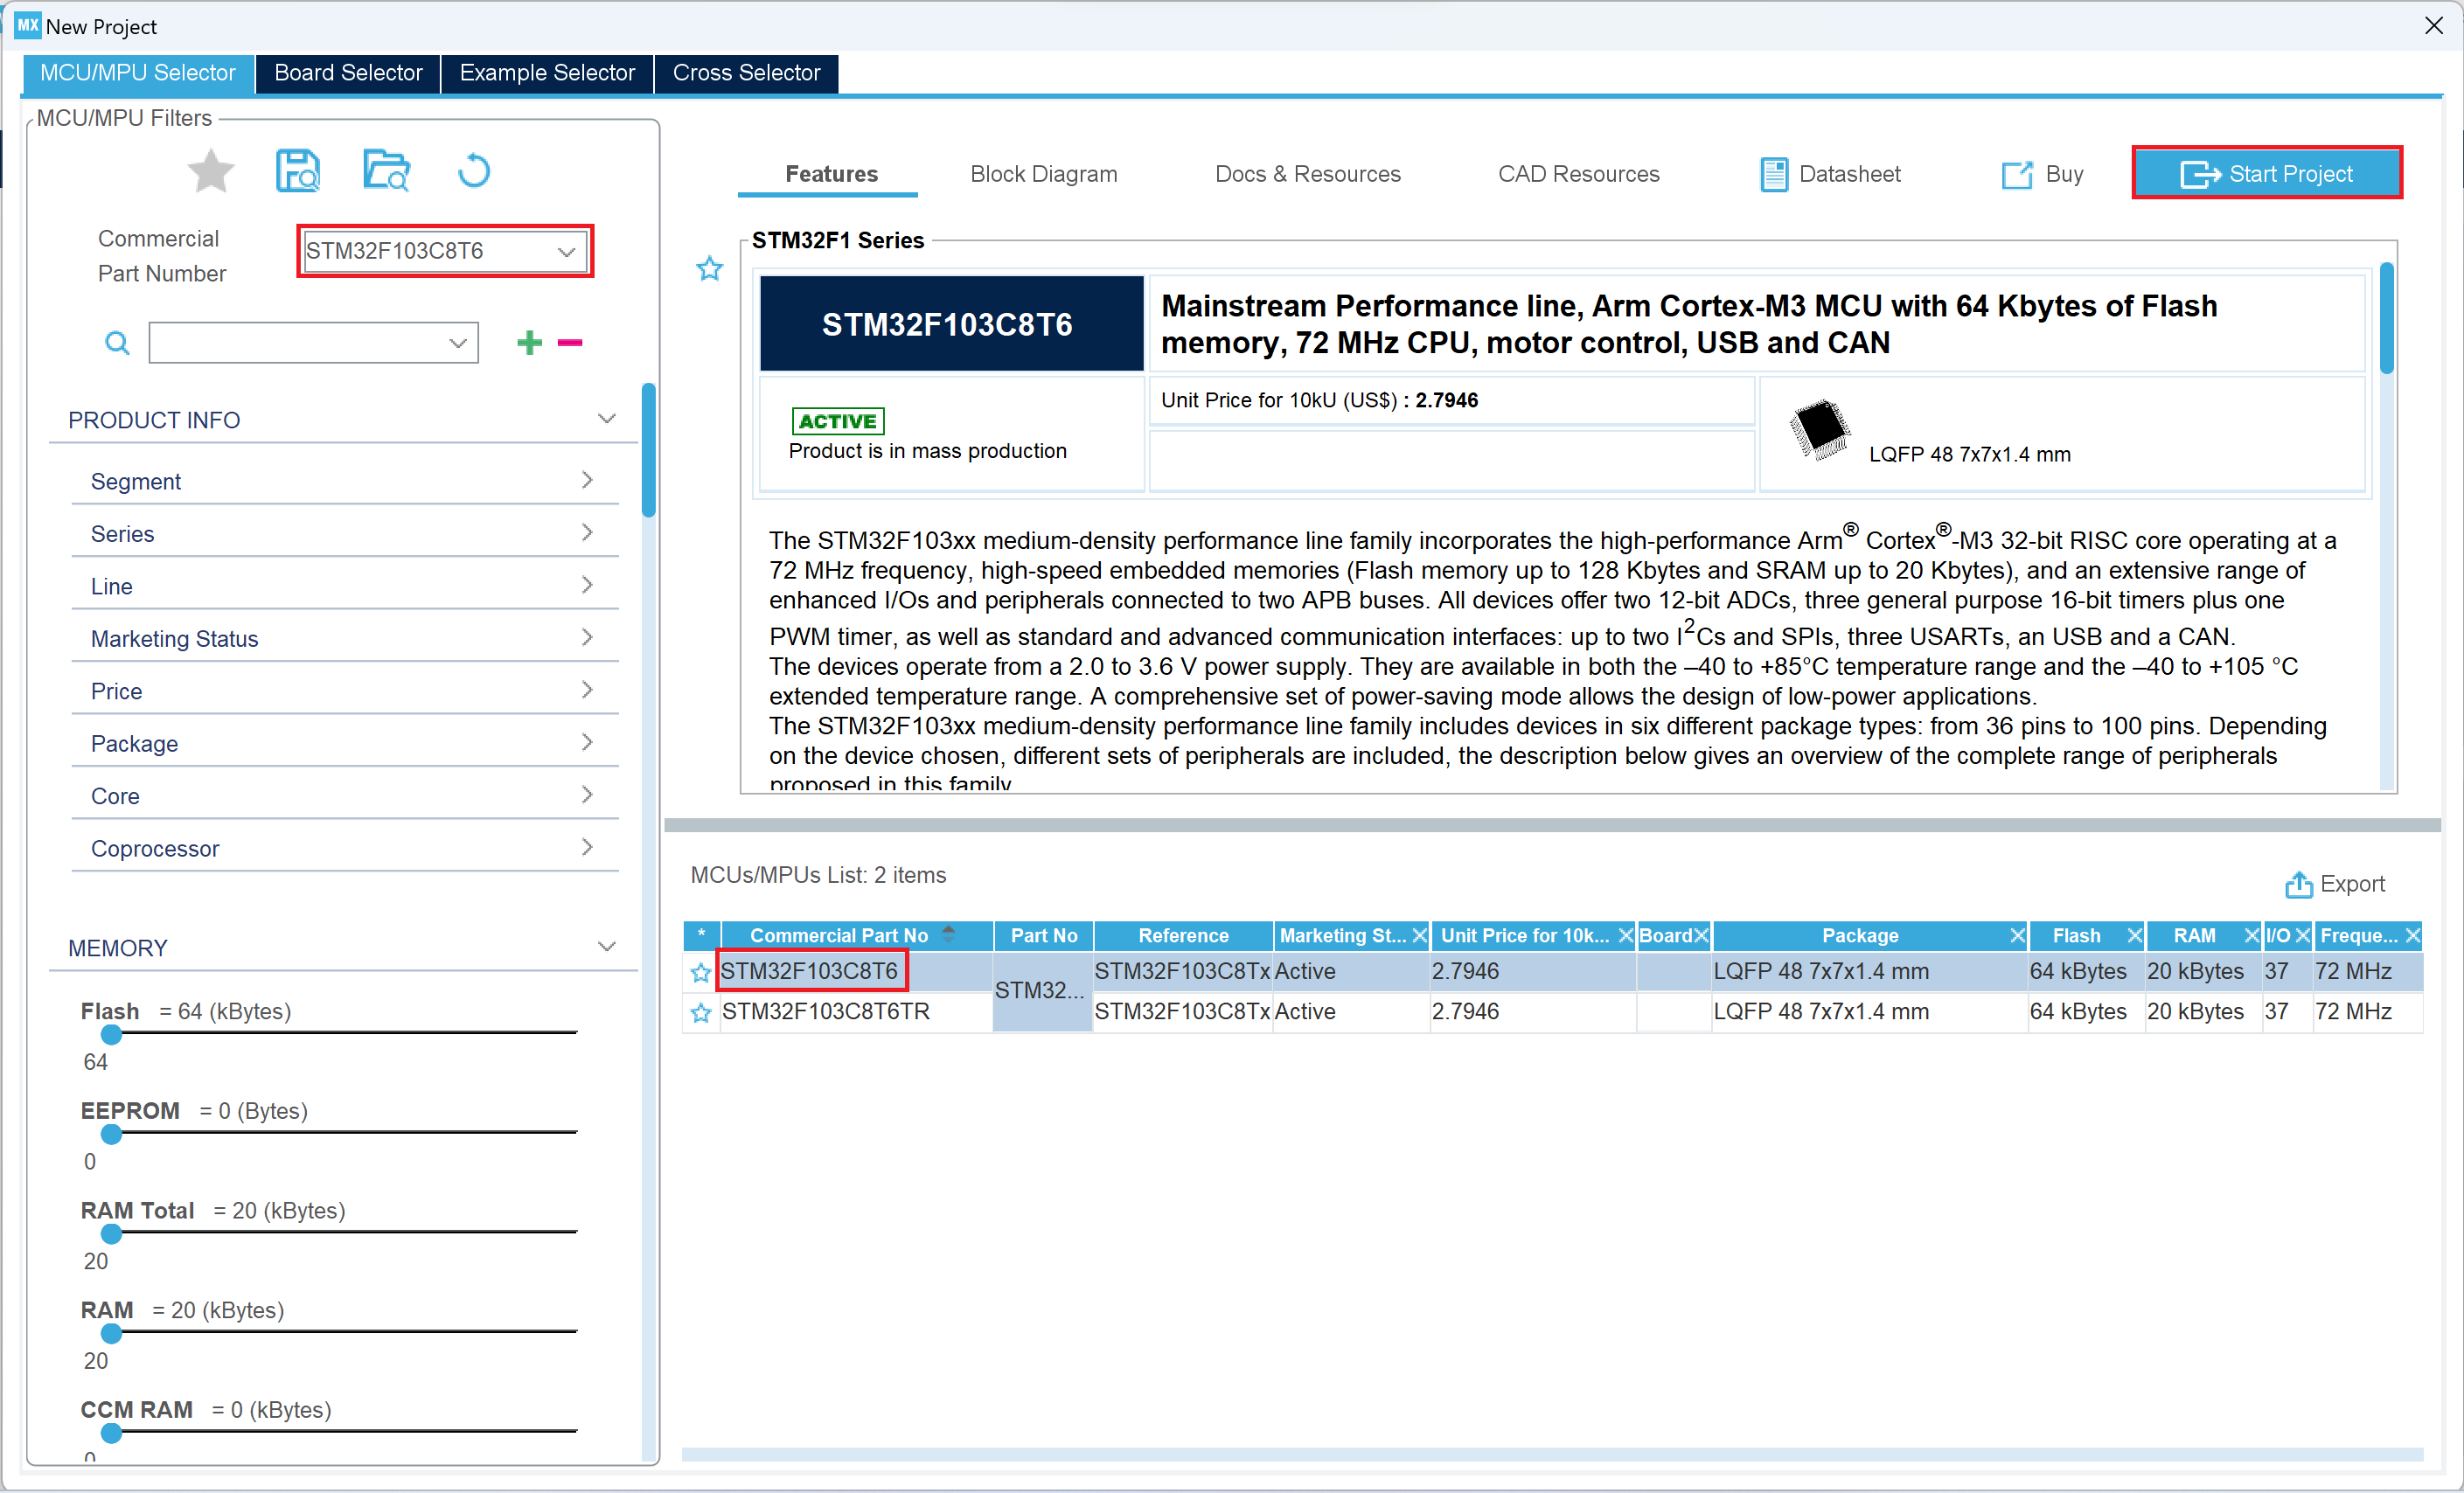 MX New Project
MCU/MPU Selector
Board Selector
Example Selector
Cross Selector
MCU/MPU Filters
Commercial
Part Number
STM32F103C8T6
PRODUCT INFO
Segment
Series
Line
Marketing Status
Price
Package
Core
Coprocessor
MEMORY
Flash = 64 (kBytes)
64
EEPROM = 0 (Bytes)
0
RAM Total = 20 (kBytes)
20
RAM = 20 (kBytes)
20
CCM RAM = 0 (kBytes)
0
Features
Block Diagram
Docs & Resources
CAD Resources
Datasheet
Buy
Start Project
STM32F1 Series
STM32F103C8T6
Mainstream Performance line, Arm Cortex-M3 MCU with 64 Kbytes of Flash
memory, 72 MHz CPU, motor control, USB and CAN
ACTIVE
Product is in mass production
Unit Price for 10kU (US$) : 2.7946
LQFP 48 7x7x1.4 mm
The STM32F103xx medium-density performance line family incorporates the high-performance Arm® Cortex®-M3 32-bit RISC core operating at a
72 MHz frequency, high-speed embedded memories (Flash memory up to 128 Kbytes and SRAM up to 20 Kbytes), and an extensive range of
enhanced I/Os and peripherals connected to two APB buses. All devices offer two 12-bit ADCs, three general purpose 16-bit timers plus one
PWM timer, as well as standard and advanced communication interfaces: up to two I²Cs and SPIs, three USARTs, an USB and a CAN.
The devices operate from a 2.0 to 3.6 V power supply. They are available in both the –40 to +85°C temperature range and the –40 to +105 °C
extended temperature range. A comprehensive set of power-saving mode allows the design of low-power applications.
The STM32F103xx medium-density performance line family includes devices in six different package types: from 36 pins to 100 pins. Depending
on the device chosen, different sets of peripherals are included, the description below gives an overview of the complete range of peripherals
proposed in this family.
MCUs/MPUs List: 2 items
Export
* Commercial Part No Part No Reference Marketing St... Unit Price for 10k... Board Package Flash RAM I/O Freque...
STM32F103C8T6 STM32... STM32F103C8Tx Active 2.7946 LQFP 48 7x7x1.4 mm 64 kBytes 20 kBytes 37 72 MHz
STM32F103C8T6TR STM32F103C8Tx Active 2.7946 LQFP 48 7x7x1.4 mm 64 kBytes 20 kBytes 37 72 MHz